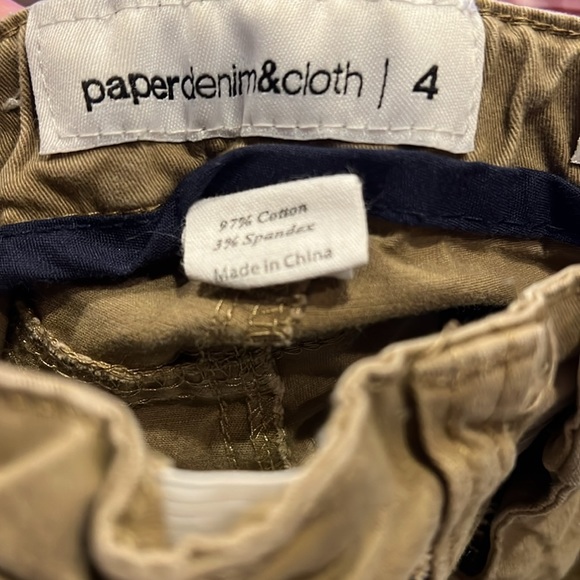 paperdenim&cloth | 4
97% Cotton
3% Spandex
Made in China